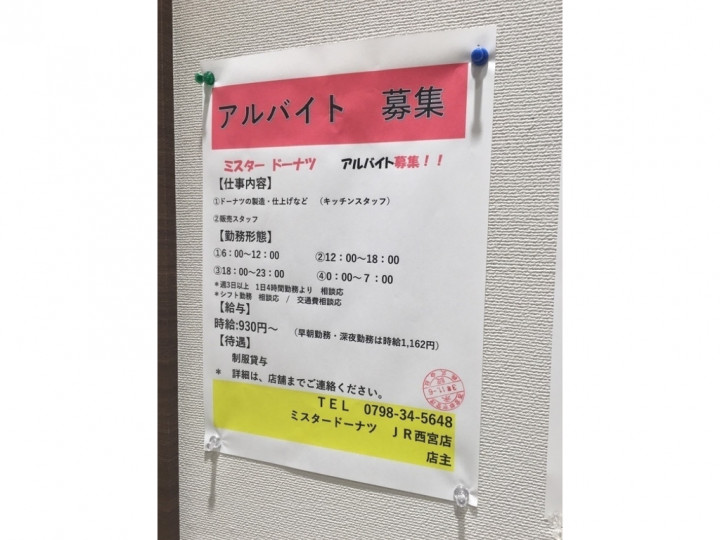 アルバイト　募集
ミスター ドーナツ　アルバイト募集！！
【仕事内容】
①ドーナツの製造・仕上げなど　（キッチンスタッフ）
②販売スタッフ
【勤務形態】
①6：00～12：00　②12：00～18：00
③18：00～23：00　④0：00～7：00
＊週3日以上　1日4時間勤務より　相談応
＊シフト勤務　相談応　/　交通費相談応
【給与】
時給:930円～　（早朝勤務・深夜勤務は時給1,162円）
【待遇】
制服貸与
＊　詳細は、店舗までご連絡ください。
ＴＥＬ　0798-34-5648
ミスタードーナツ　ＪＲ西宮店
店主